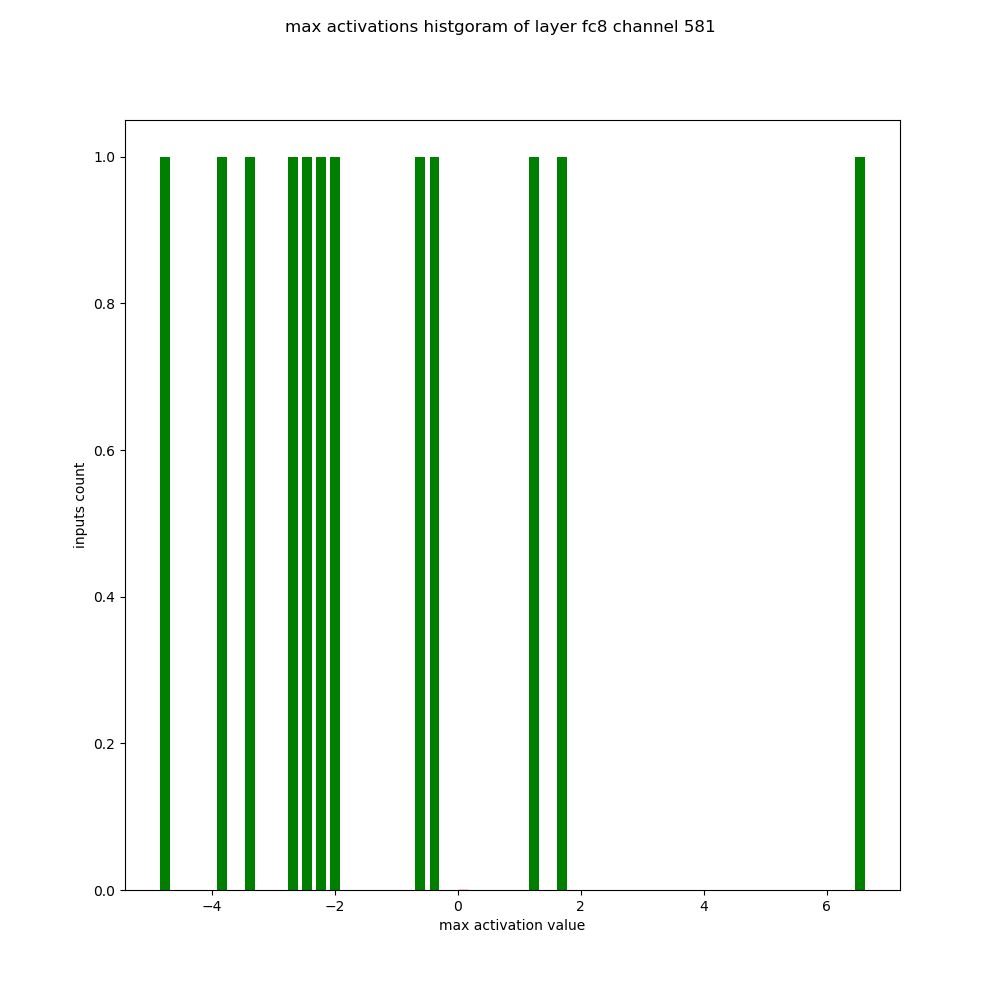 max activations histgoram of layer fc8 channel 581
1.0
0.8
0.6
0.4
0.2
0.0
inputs count
−4 −2 0 2 4 6
max activation value